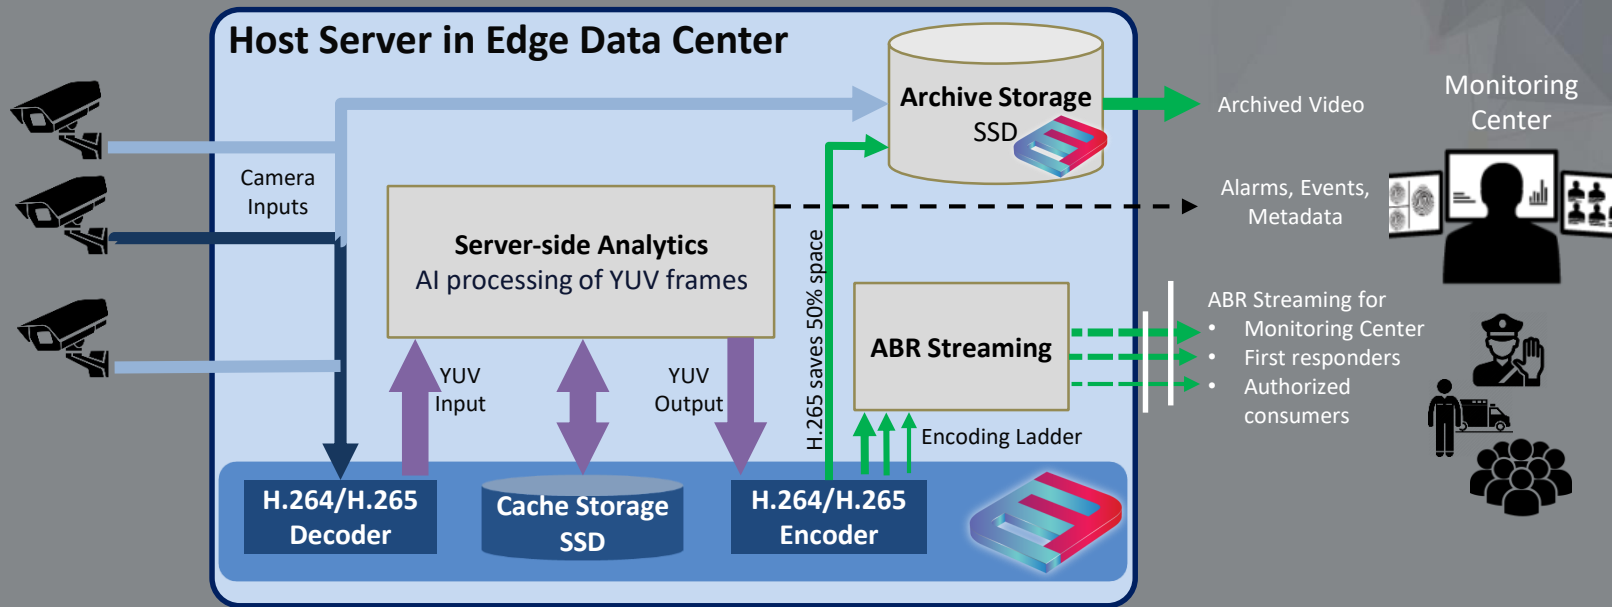 Host Server in Edge Data Center
Archive Storage
SSD
Archived Video
Monitoring
Center
Camera
Inputs
Alarms, Events,
Metadata
Server-side Analytics
AI processing of YUV frames
H.265 saves 50% space
ABR Streaming
ABR Streaming for
• Monitoring Center
• First responders
• Authorized
consumers
YUV
Input
YUV
Output
Encoding Ladder
H.264/H.265
Decoder
Cache Storage
SSD
H.264/H.265
Encoder